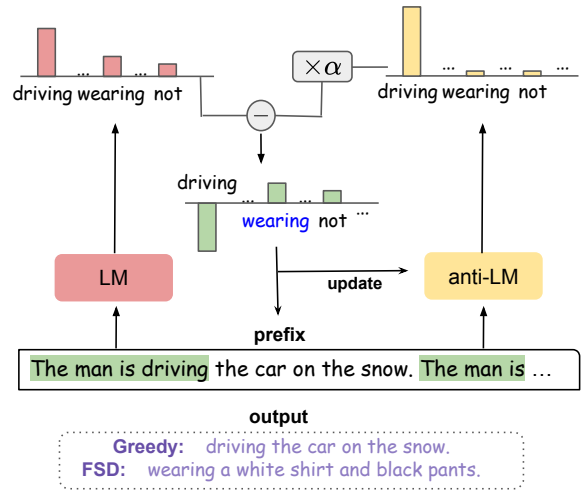 ... ...
driving wearing not
×α
... ...
driving wearing not
−
driving
... ... ...
wearing not
LM
anti-LM
update
prefix
The man is driving the car on the snow. The man is ...
output
Greedy: driving the car on the snow.
FSD: wearing a white shirt and black pants.